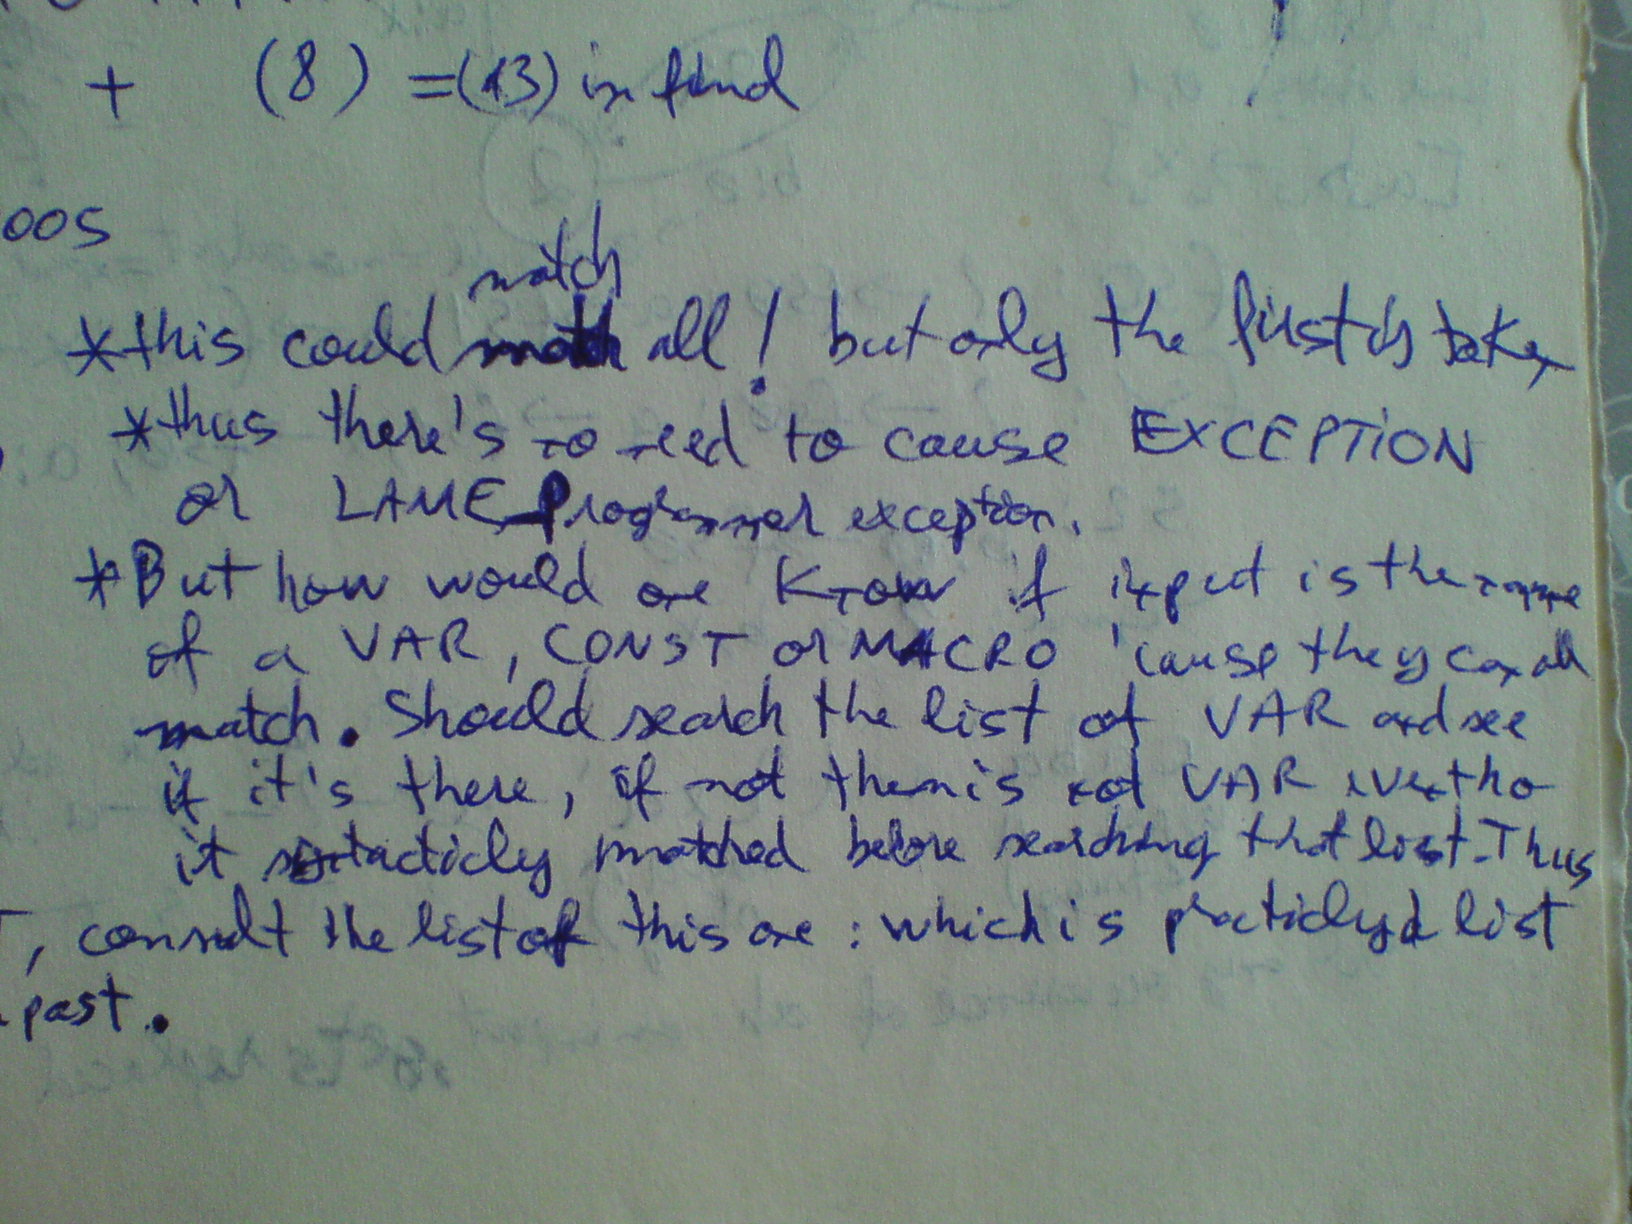 + (8) = (13) in find
oos
match
*this could match all! but only the first is taken
*thus there's no need to cause EXCEPTION
or LAME Programmer exception.
*But how would one know if input is the name
of a VAR, CONST or MACRO 'cause they can all
match. Should search the list of VAR and see
if it's there, if not then is not VAR eventho
it sintacticly matched before searching that list. Thus
, consult the list of this one : which is practicly a list
past.